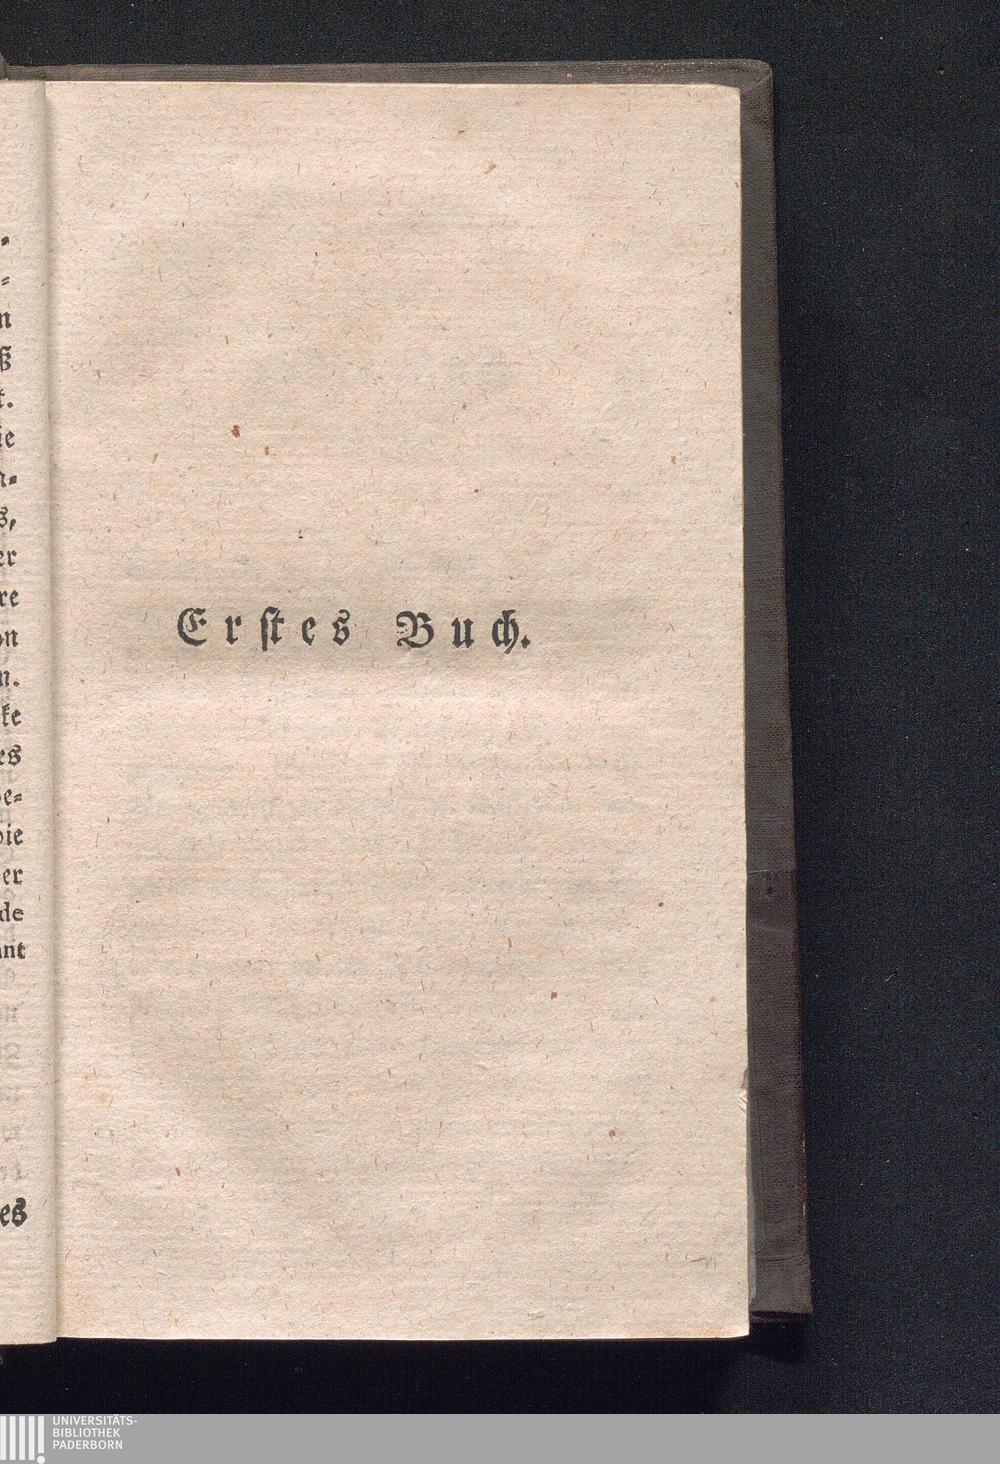 Erstes Buch.
UNIVERSITÄTS-
BIBLIOTHEK
PADERBORN